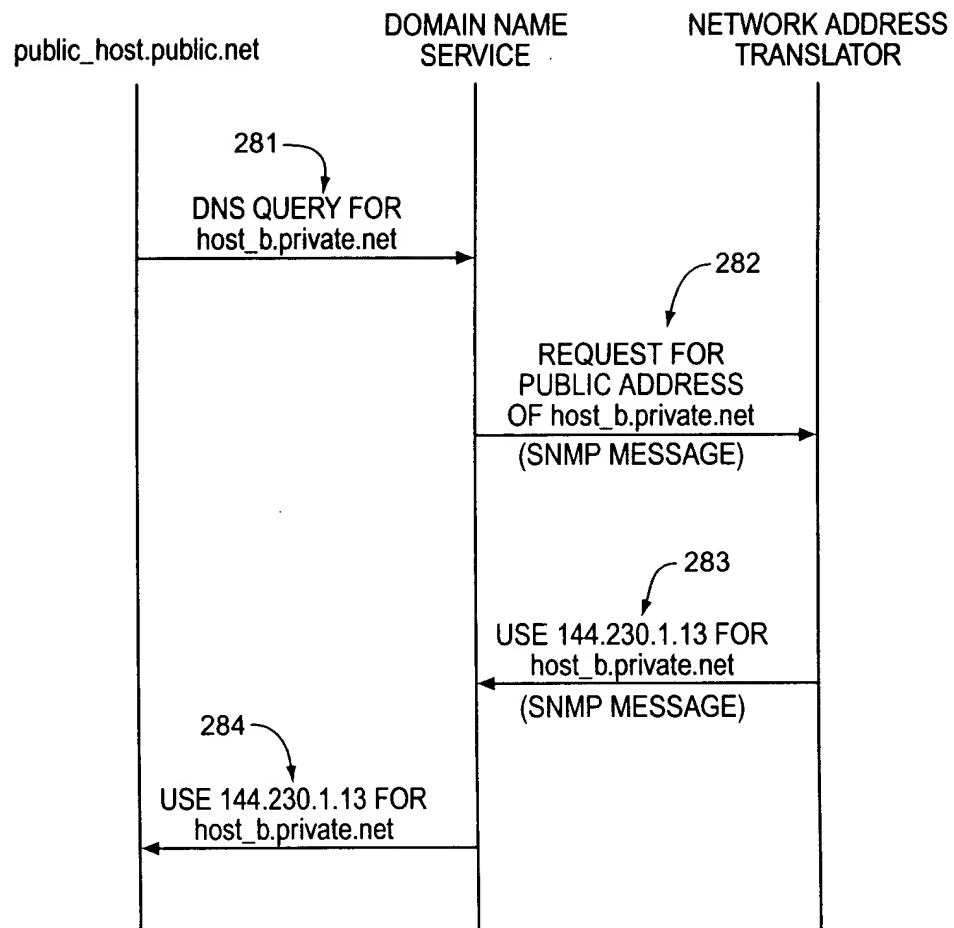 public_host.public.net
DOMAIN NAME
SERVICE
NETWORK ADDRESS
TRANSLATOR
281
DNS QUERY FOR
host_b.private.net
282
REQUEST FOR
PUBLIC ADDRESS
OF host_b.private.net
(SNMP MESSAGE)
283
USE 144.230.1.13 FOR
host_b.private.net
(SNMP MESSAGE)
284
USE 144.230.1.13 FOR
host_b.private.net